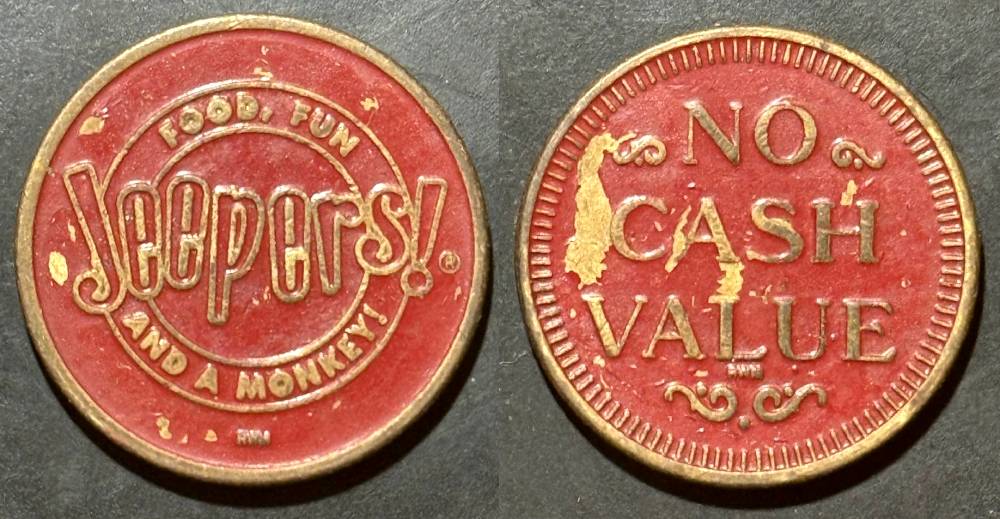 FOOD, FUN
Jeepers!®
AND A MONKEY!
RWM
NO
CASH
VALUE
RWM